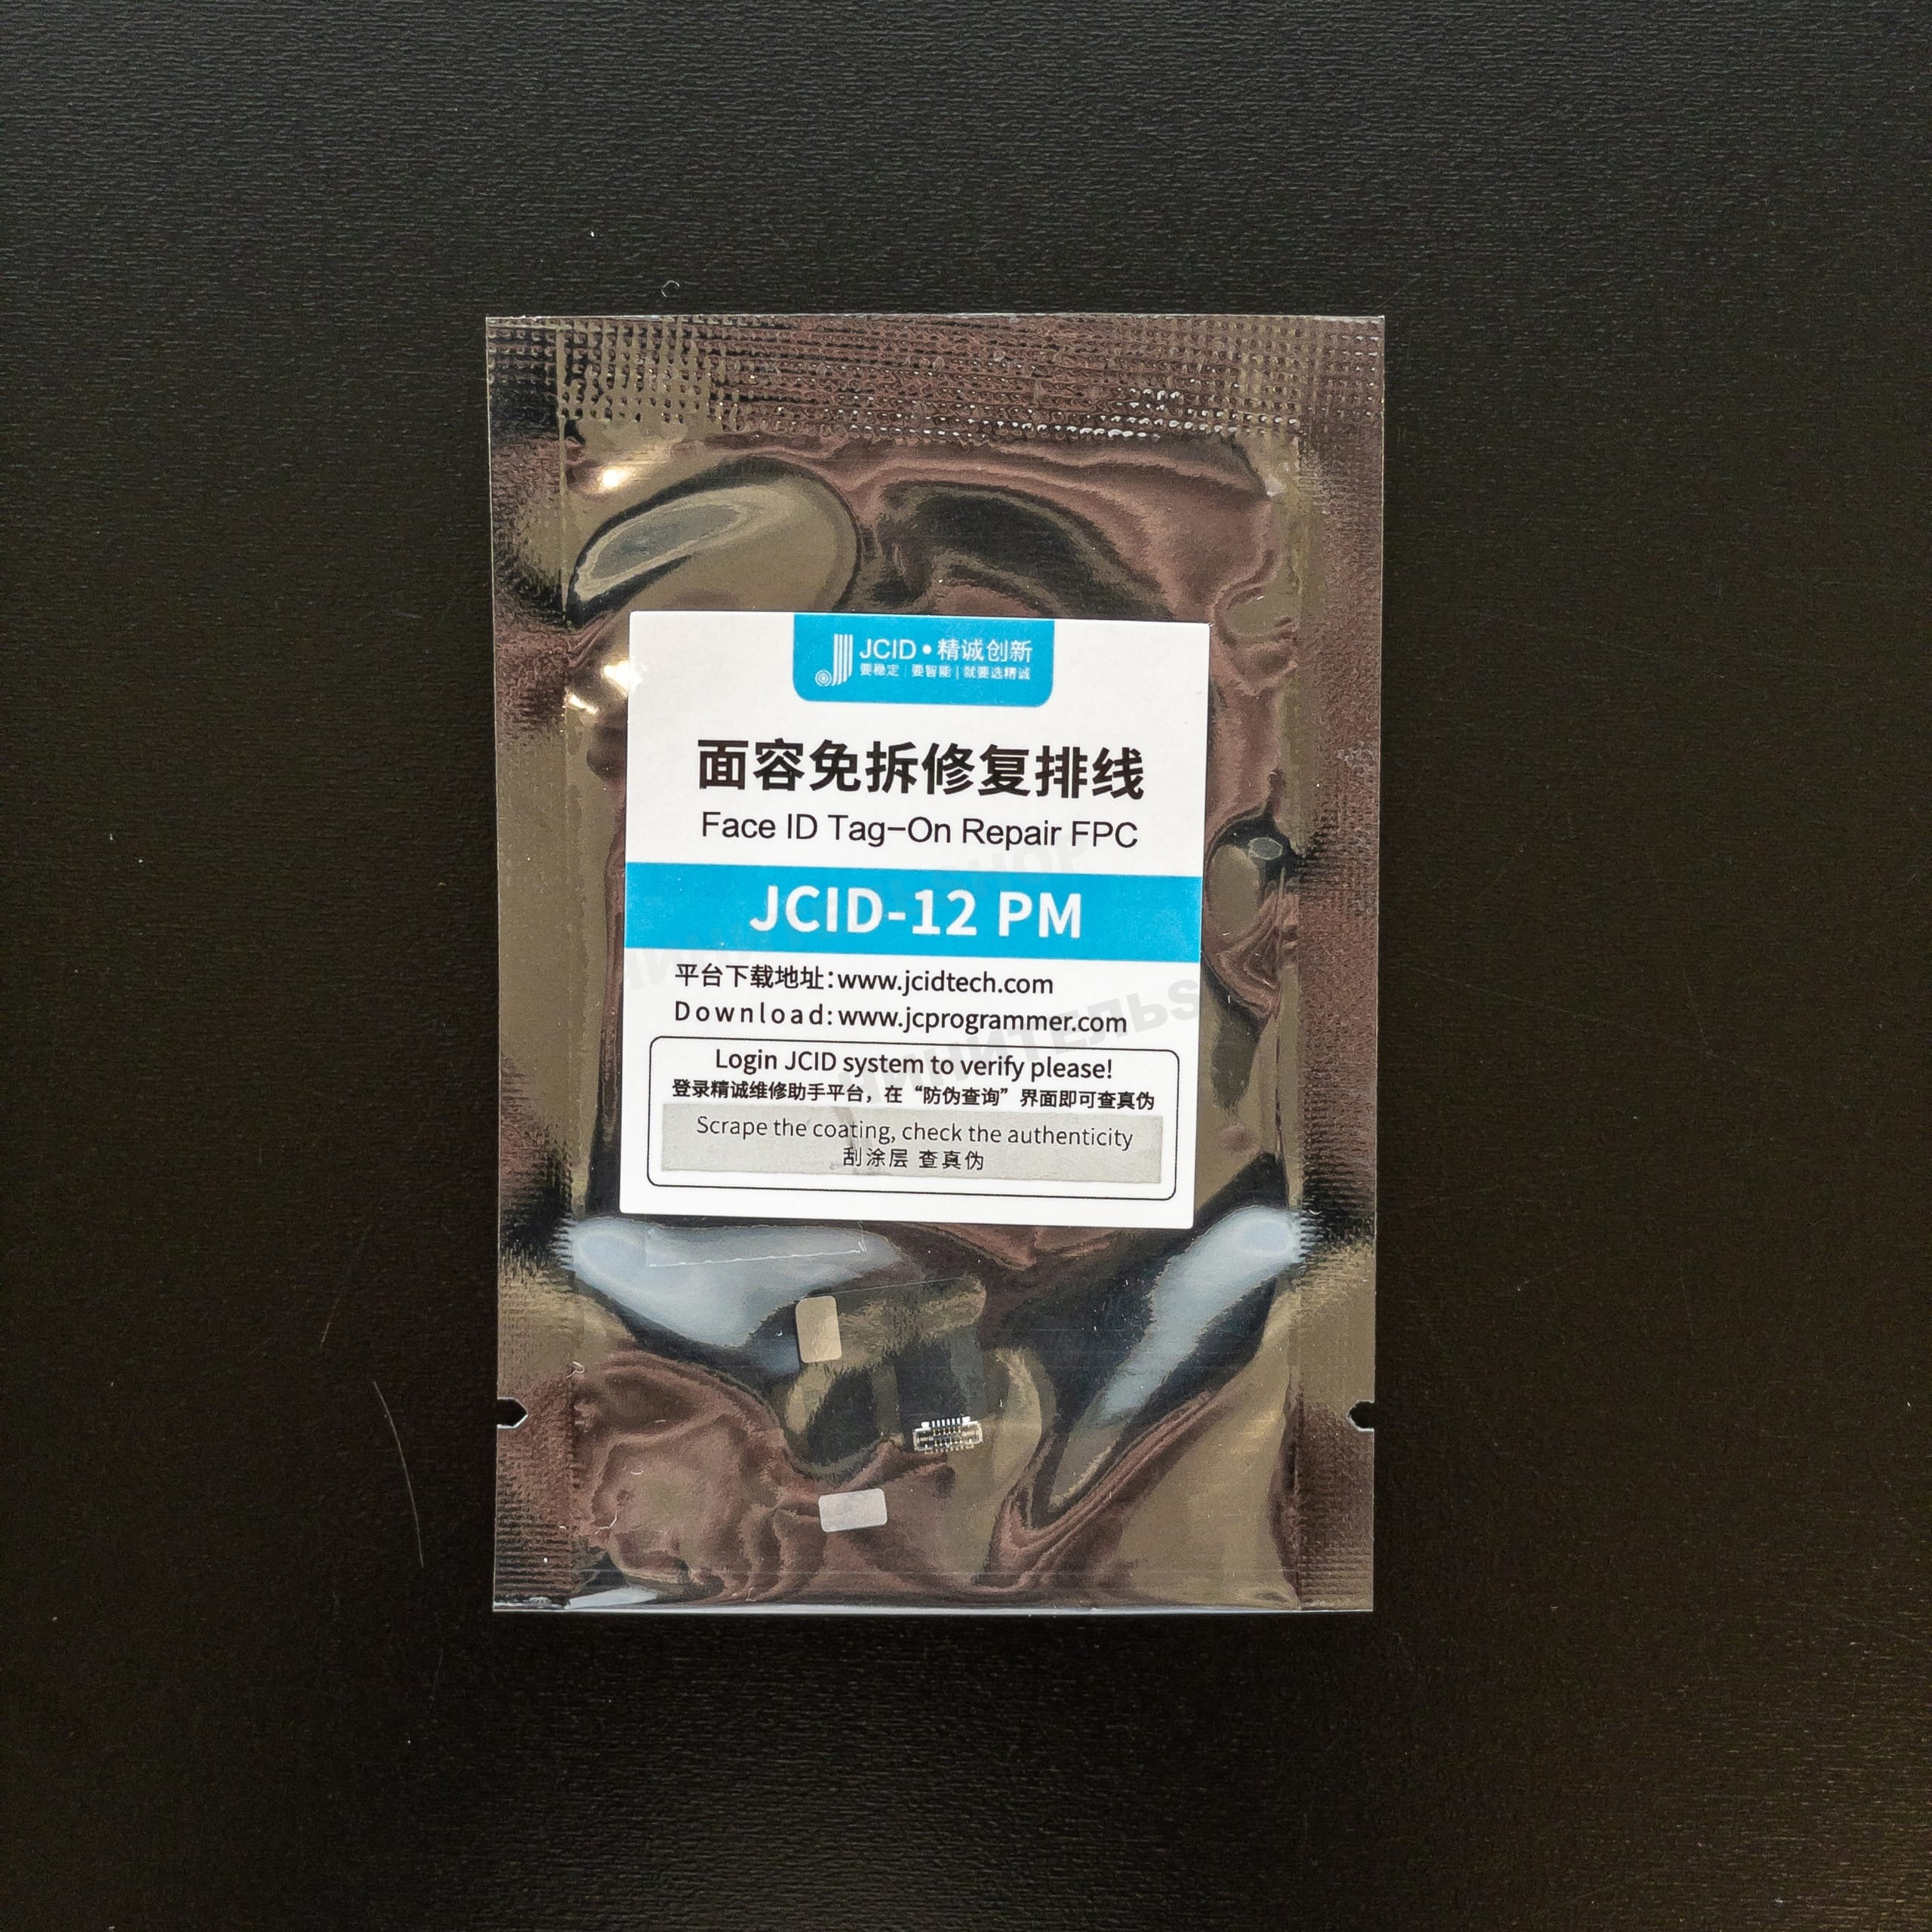 JCID•精诚创新
要稳定 | 要智能 | 就要选精诚
面容免拆修复排线
Face ID Tag-On Repair FPC
JCID-12 PM
平台下载地址:www.jcidtech.com
Download:www.jcprogrammer.com
Login JCID system to verify please!
登录精诚维修助手平台，在“防伪查询”界面即可查真伪
Scrape the coating, check the authenticity
刮涂层 查真伪